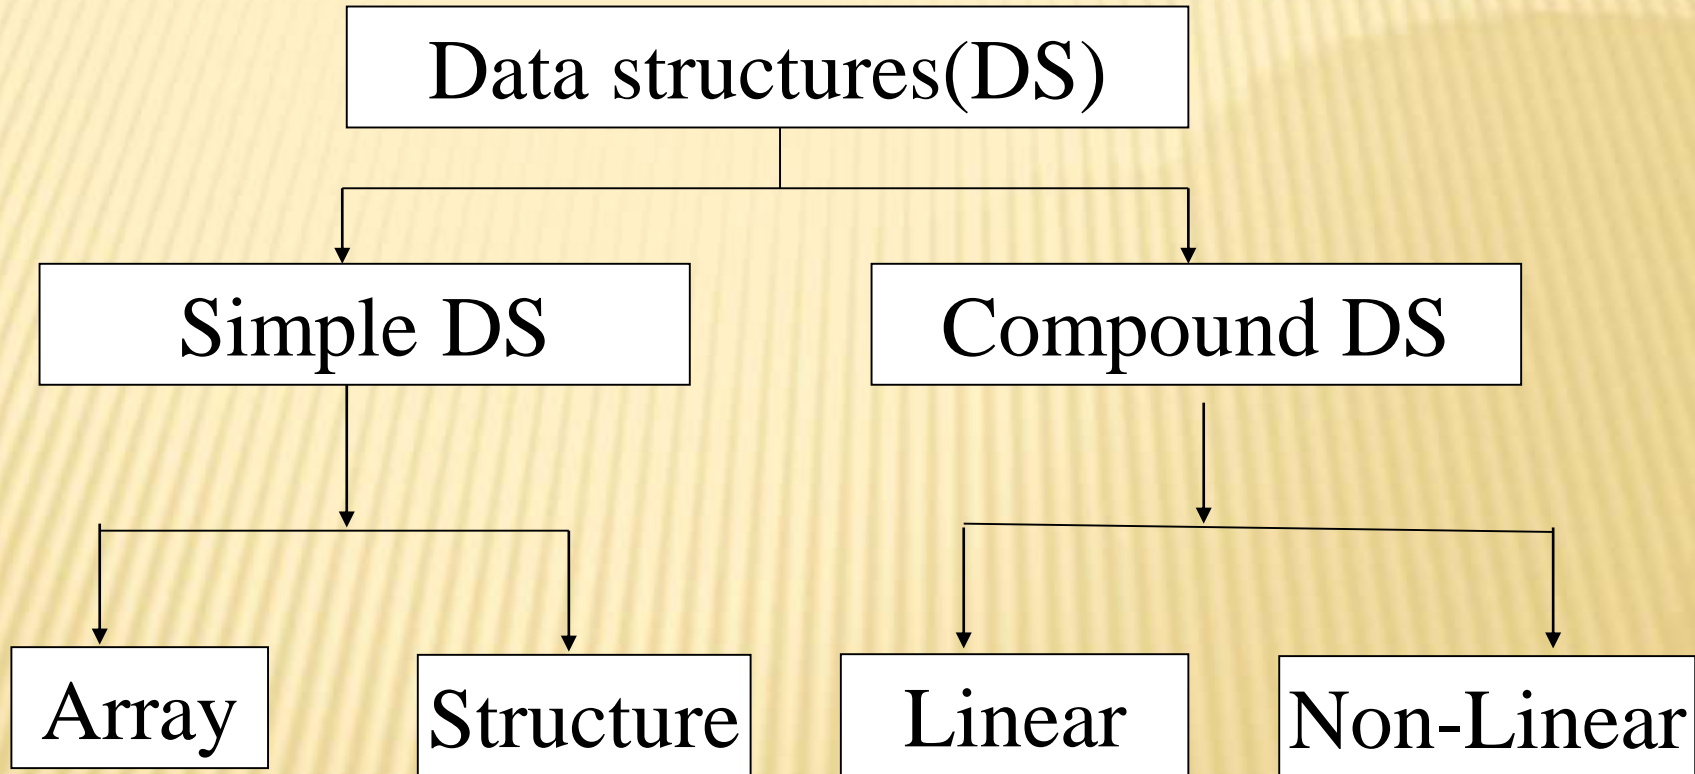 Data structures(DS)
Simple DS
Compound DS
Array
Structure
Linear
Non-Linear